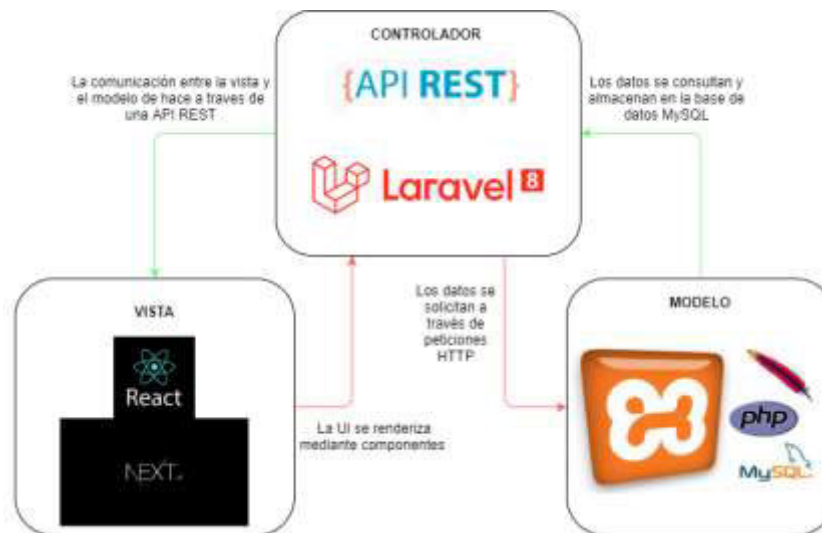 CONTROLADOR
{API REST}
Laravel 8
La comunicación entre la vista y
el modelo de hace a traves de
una API REST
Los datos se consultan y
almacenan en la base de
datos MySQL
VISTA
React
NEXT
La UI se renderiza
mediante componentes
Los datos se
solicitan a
través de
peticiones
HTTP
MODELO
php
MySQL